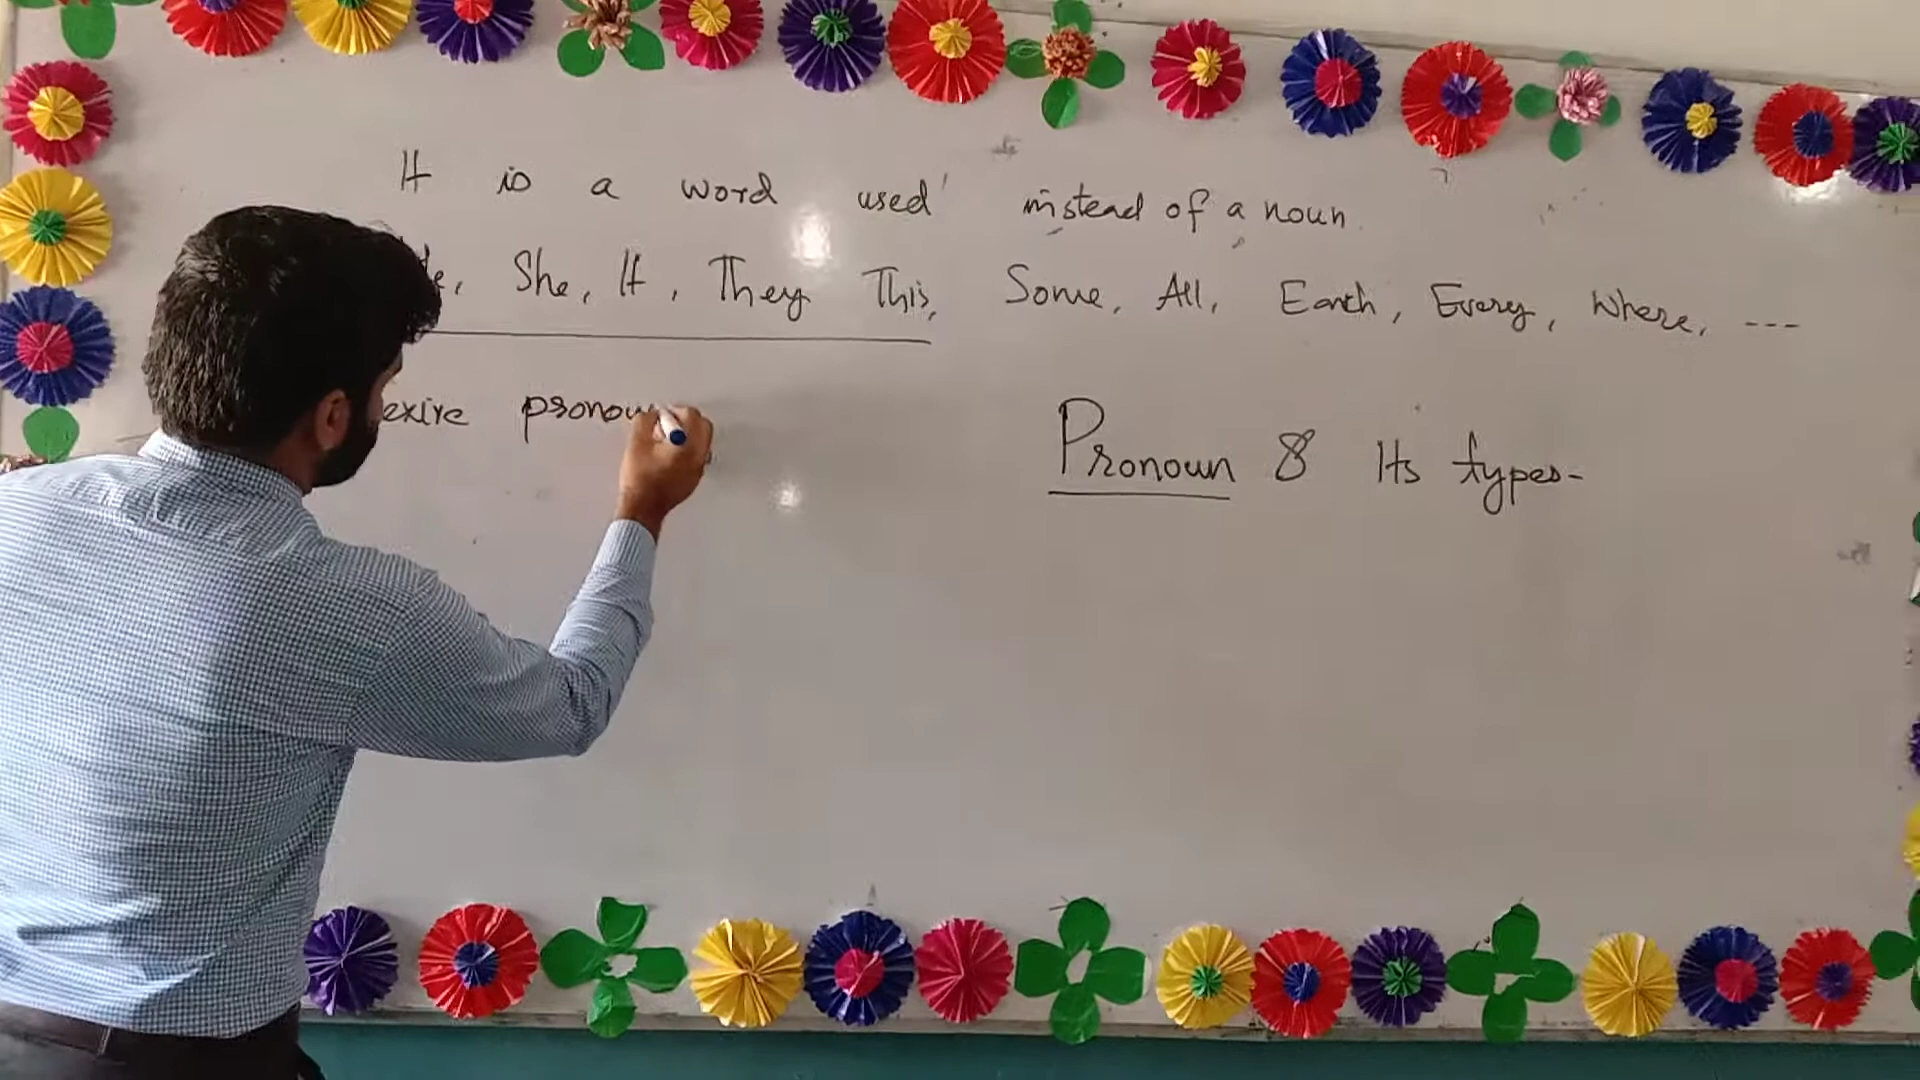 It is a word used instead of a noun.
She, It, They This, Some, All, Each, Every, Where, ---
exive pronou
Pronoun & Its types-